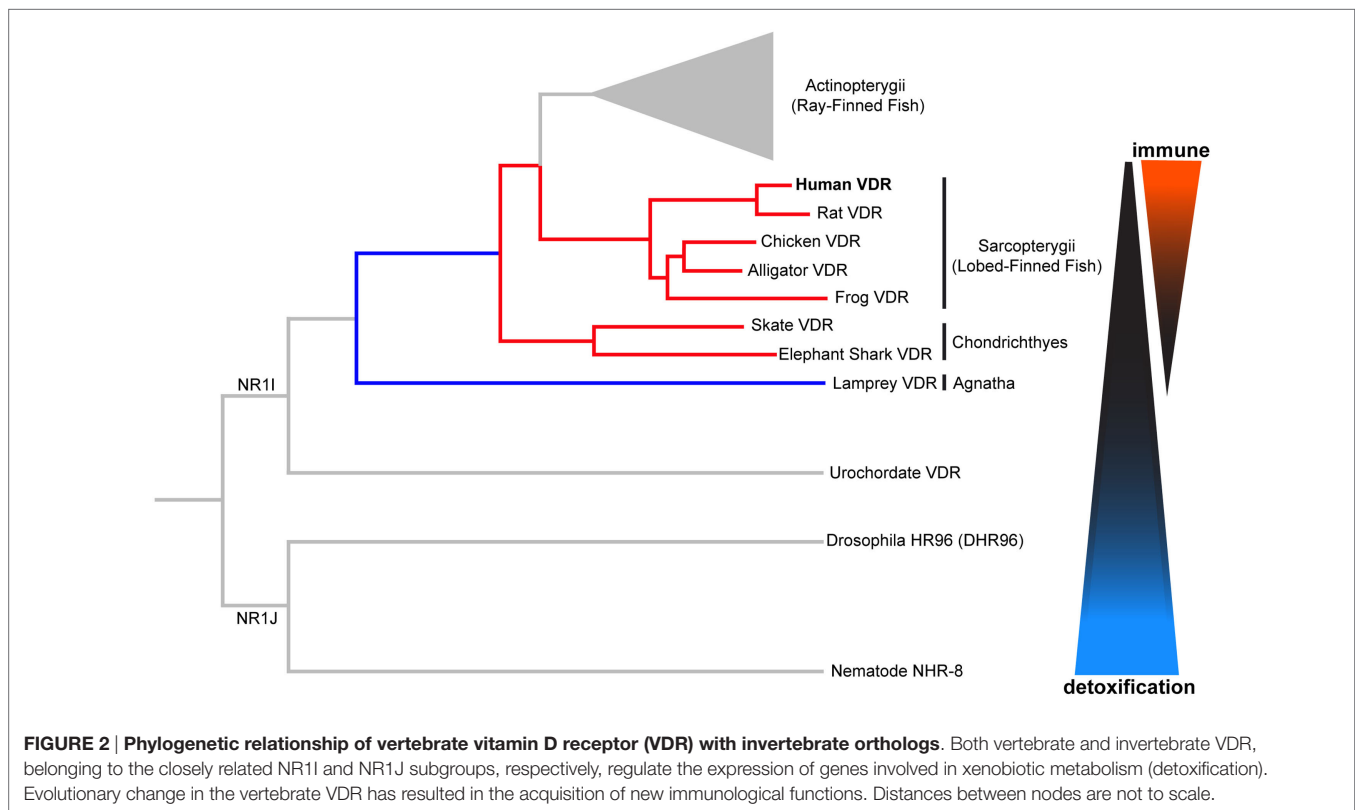 Actinopterygii
(Ray-Finned Fish)
immune
Human VDR
Rat VDR
Chicken VDR
Alligator VDR
Frog VDR
Sarcopterygii
(Lobed-Finned Fish)
Skate VDR
Elephant Shark VDR
Chondrichthyes
Lamprey VDR
Agnatha
NR1I
Urochordate VDR
Drosophila HR96 (DHR96)
NR1J
Nematode NHR-8
detoxification
FIGURE 2 | Phylogenetic relationship of vertebrate vitamin D receptor (VDR) with invertebrate orthologs. Both vertebrate and invertebrate VDR,
belonging to the closely related NR1I and NR1J subgroups, respectively, regulate the expression of genes involved in xenobiotic metabolism (detoxification).
Evolutionary change in the vertebrate VDR has resulted in the acquisition of new immunological functions. Distances between nodes are not to scale.